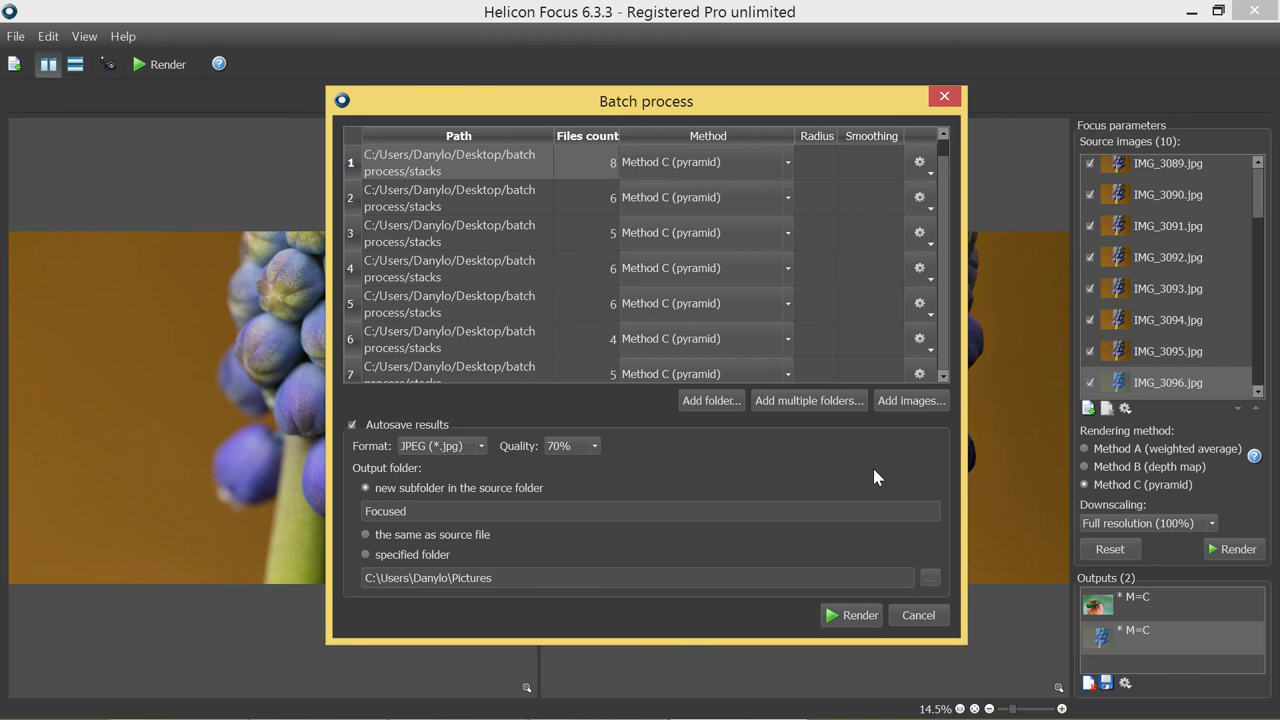 Helicon Focus 6.3.3 - Registered Pro unlimited
File Edit View Help
Render
Batch process
Path Files count Method Radius Smoothing
1 C:/Users/Danylo/Desktop/batch process/stacks 8 Method C (pyramid)
2 C:/Users/Danylo/Desktop/batch process/stacks 6 Method C (pyramid)
3 C:/Users/Danylo/Desktop/batch process/stacks 5 Method C (pyramid)
4 C:/Users/Danylo/Desktop/batch process/stacks 6 Method C (pyramid)
5 C:/Users/Danylo/Desktop/batch process/stacks 6 Method C (pyramid)
6 C:/Users/Danylo/Desktop/batch process/stacks 4 Method C (pyramid)
7 C:/Users/Danylo/Desktop/batch process/stacks 5 Method C (pyramid)
Add folder... Add multiple folders... Add images...
Autosave results
Format: JPEG (*.jpg) Quality: 70%
Output folder:
new subfolder in the source folder
Focused
the same as source file
specified folder
C:\Users\Danylo\Pictures
...
Render Cancel
Focus parameters
Source images (10):
IMG_3089.jpg
IMG_3090.jpg
IMG_3091.jpg
IMG_3092.jpg
IMG_3093.jpg
IMG_3094.jpg
IMG_3095.jpg
IMG_3096.jpg
Rendering method:
Method A (weighted average)
Method B (depth map)
Method C (pyramid)
Downscaling:
Full resolution (100%)
Reset Render
Outputs (2)
* M=C
* M=C
14.5%